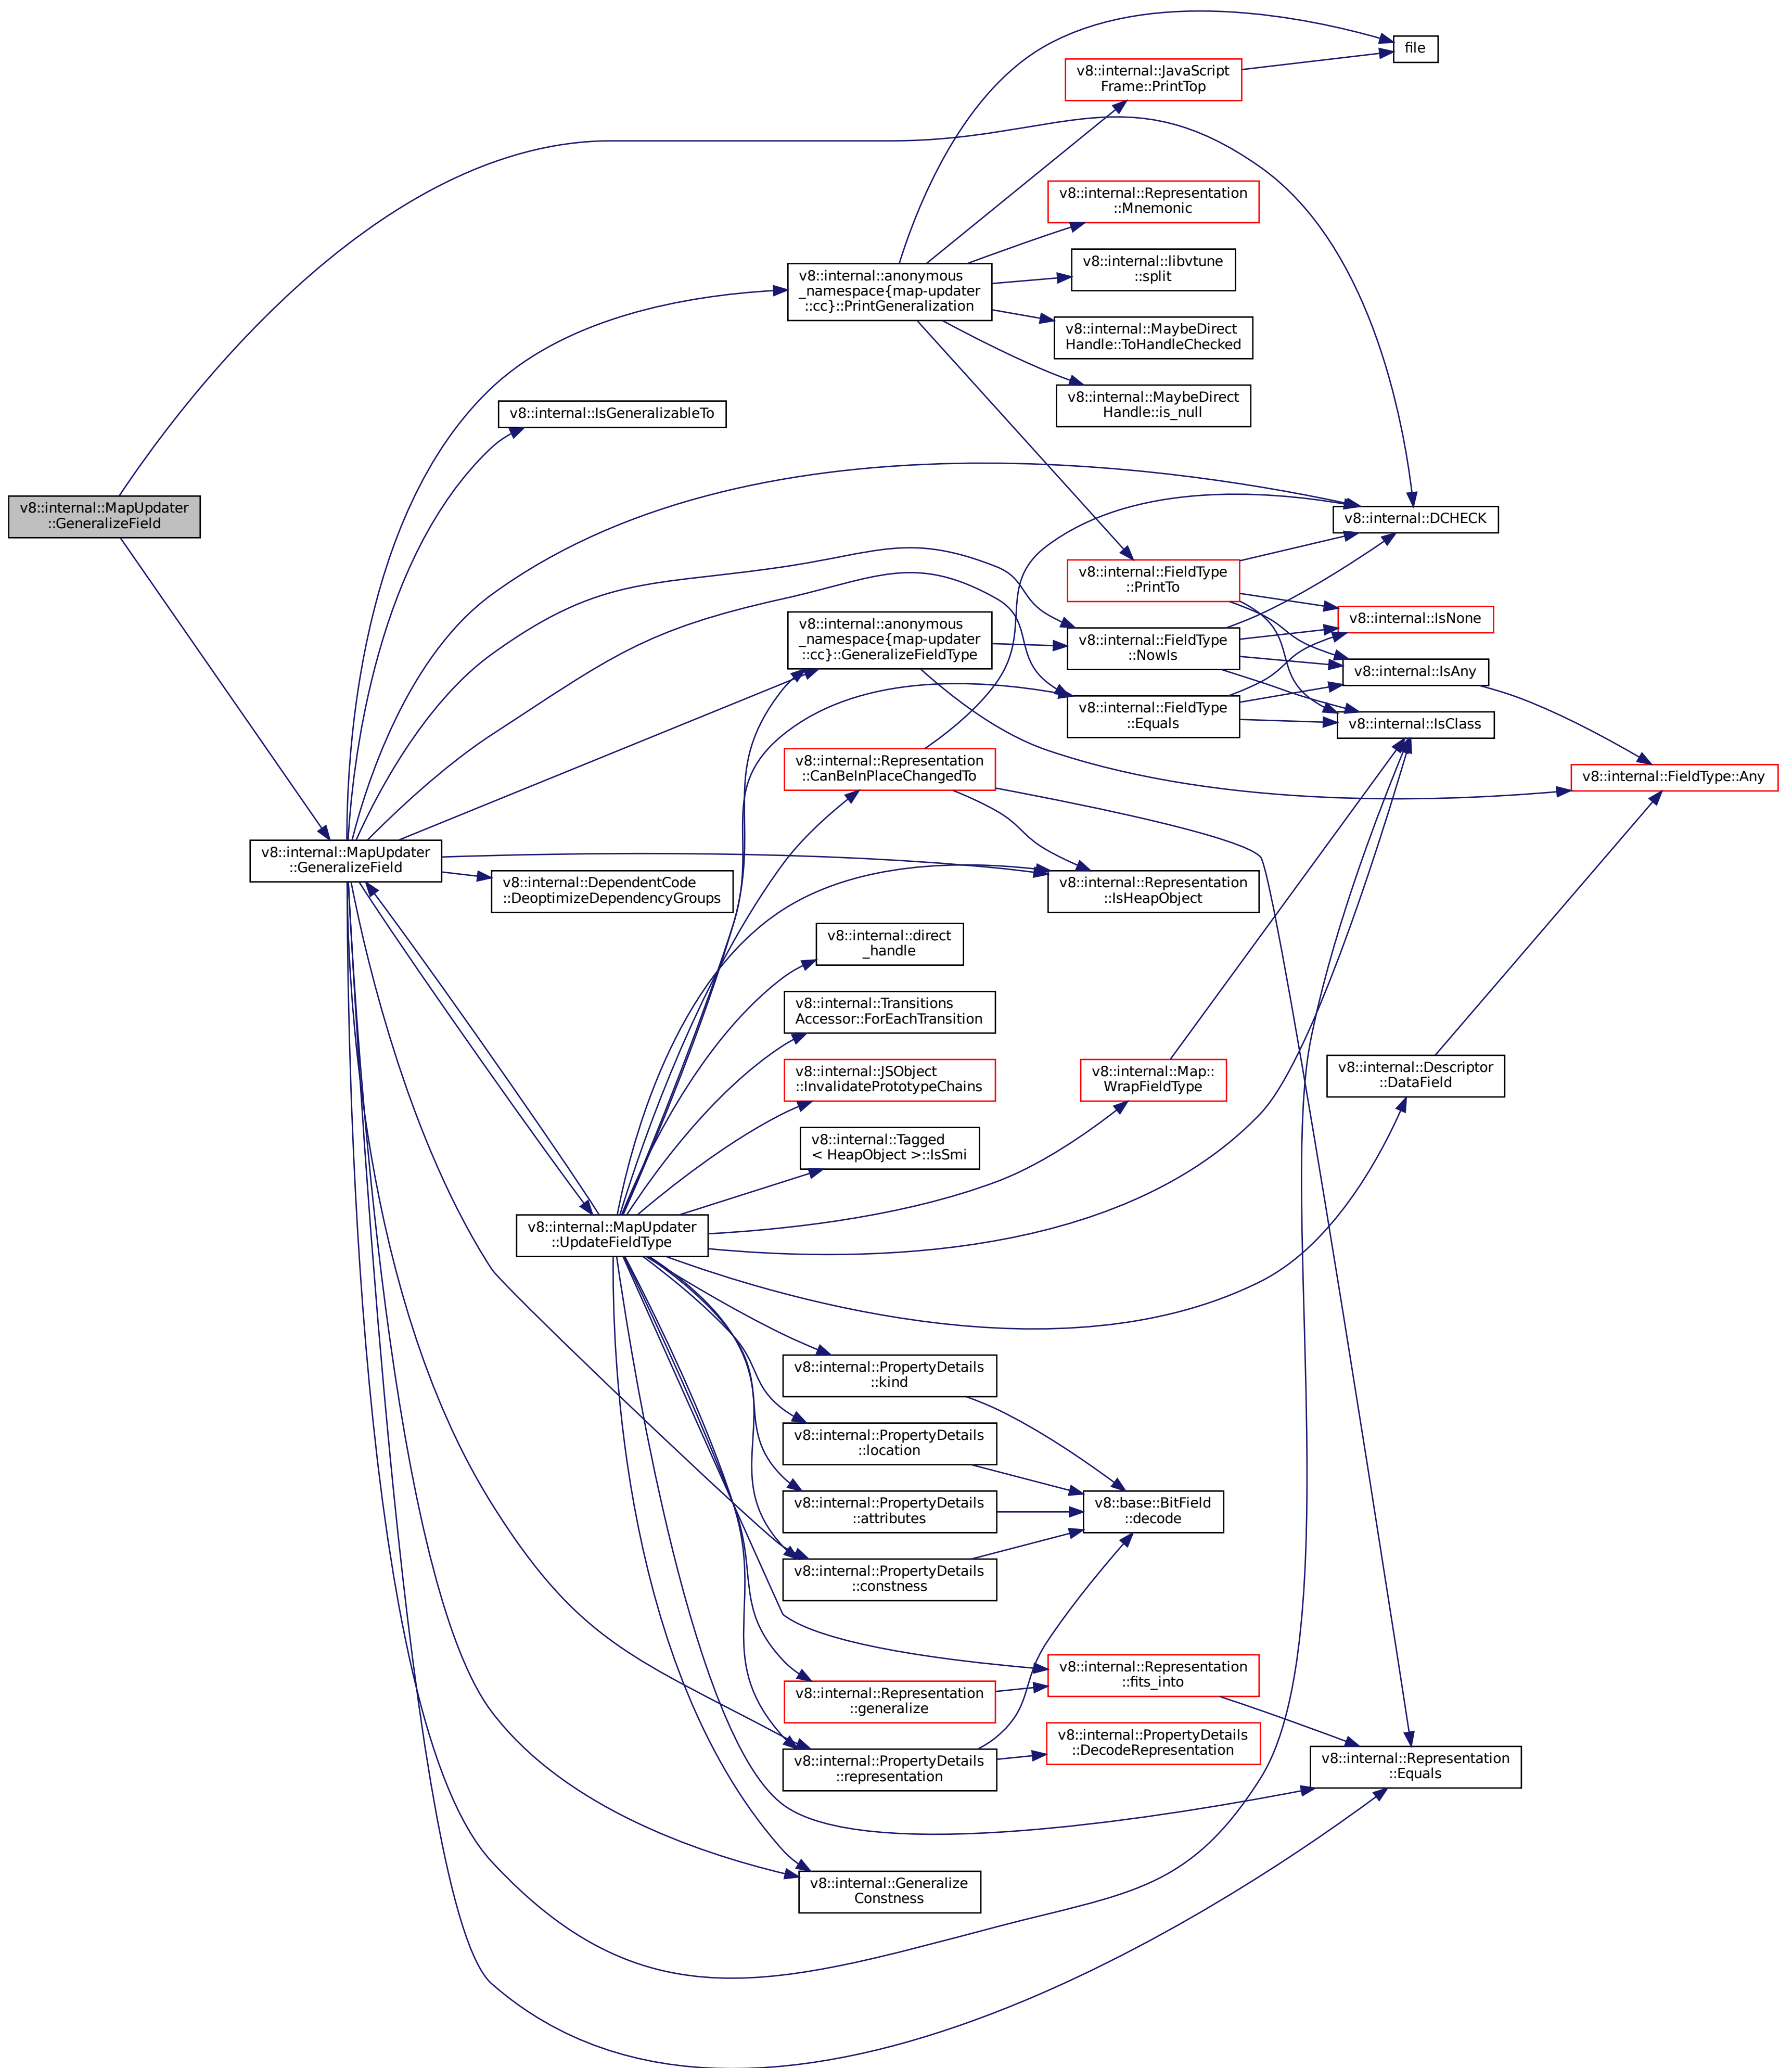 file
v8::internal::JavaScript
Frame::PrintTop
v8::internal::Representation
::Mnemonic
v8::internal::libvtune
::split
v8::internal::anonymous
_namespace{map-updater
::cc}::PrintGeneralization
v8::internal::MaybeDirect
Handle::ToHandleChecked
v8::internal::MaybeDirect
Handle::is_null
v8::internal::IsGeneralizableTo
v8::internal::MapUpdater
::GeneralizeField
v8::internal::DCHECK
v8::internal::FieldType
::PrintTo
v8::internal::IsNone
v8::internal::anonymous
_namespace{map-updater
::cc}::GeneralizeFieldType
v8::internal::FieldType
::NowIs
v8::internal::IsAny
v8::internal::FieldType
::Equals
v8::internal::IsClass
v8::internal::Representation
::CanBeInPlaceChangedTo
v8::internal::FieldType::Any
v8::internal::MapUpdater
::GeneralizeField
v8::internal::DependentCode
::DeoptimizeDependencyGroups
v8::internal::Representation
::IsHeapObject
v8::internal::direct
_handle
v8::internal::Transitions
Accessor::ForEachTransition
v8::internal::JSObject
::InvalidatePrototypeChains
v8::internal::Map::
WrapFieldType
v8::internal::Descriptor
::DataField
v8::internal::Tagged
< HeapObject >::IsSmi
v8::internal::MapUpdater
::UpdateFieldType
v8::internal::PropertyDetails
::kind
v8::internal::PropertyDetails
::location
v8::internal::PropertyDetails
::attributes
v8::base::BitField
::decode
v8::internal::PropertyDetails
::constness
v8::internal::Representation
::fits_into
v8::internal::Representation
::generalize
v8::internal::PropertyDetails
::DecodeRepresentation
v8::internal::PropertyDetails
::representation
v8::internal::Representation
::Equals
v8::internal::Generalize
Constness